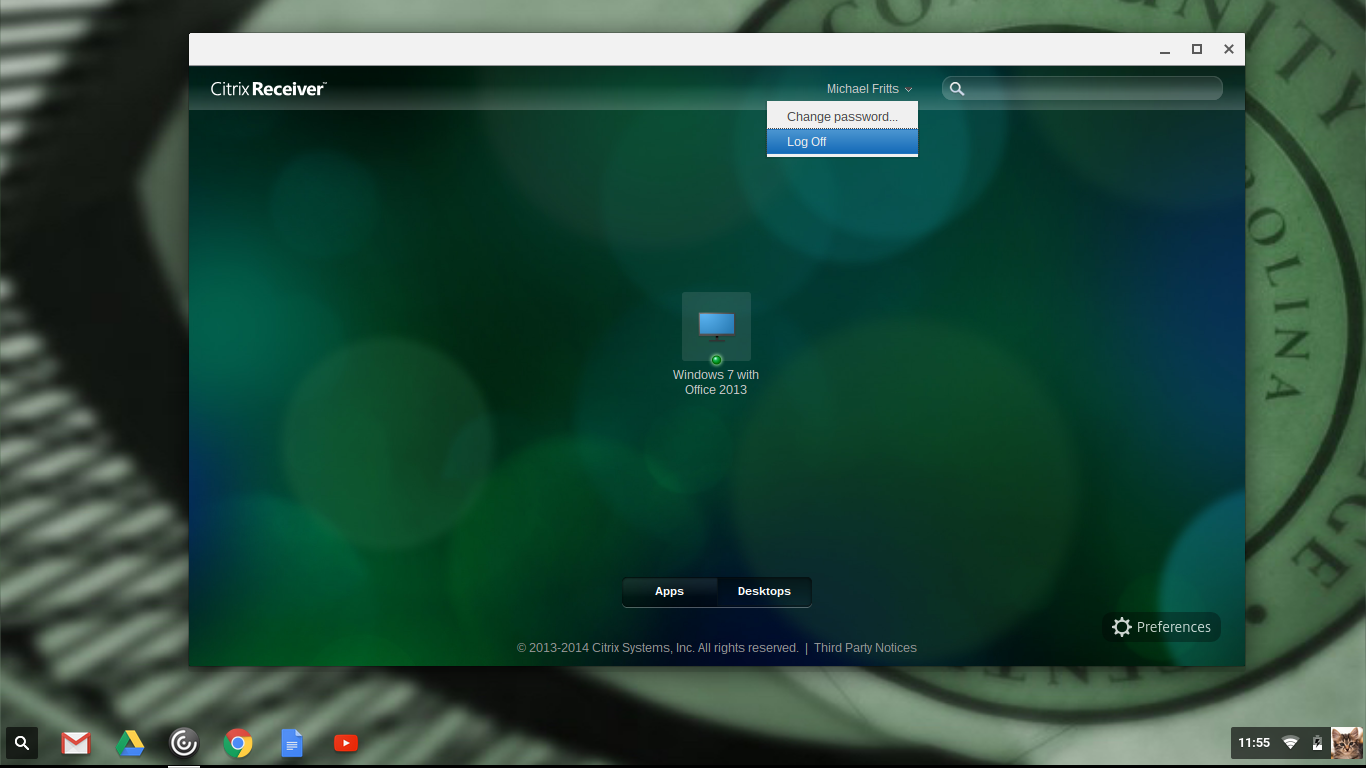 Citrix Receiver™
Michael Fritts
Change password...
Log Off
Windows 7 with
Office 2013
Apps
Desktops
Preferences
© 2013-2014 Citrix Systems, Inc. All rights reserved. | Third Party Notices
11:55